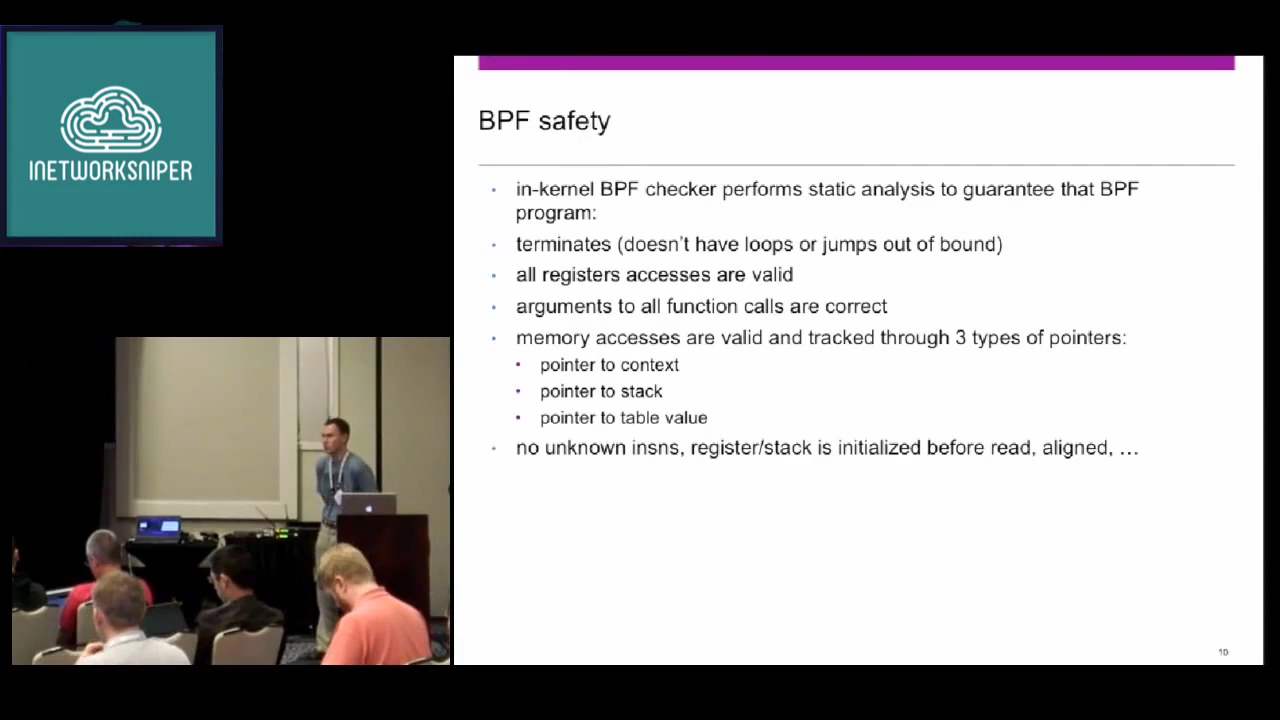 INETWORKSNIPER
BPF safety
in-kernel BPF checker performs static analysis to guarantee that BPF
program:
terminates (doesn't have loops or jumps out of bound)
all registers accesses are valid
arguments to all function calls are correct
memory accesses are valid and tracked through 3 types of pointers:
pointer to context
pointer to stack
pointer to table value
no unknown insns, register/stack is initialized before read, aligned, …
10